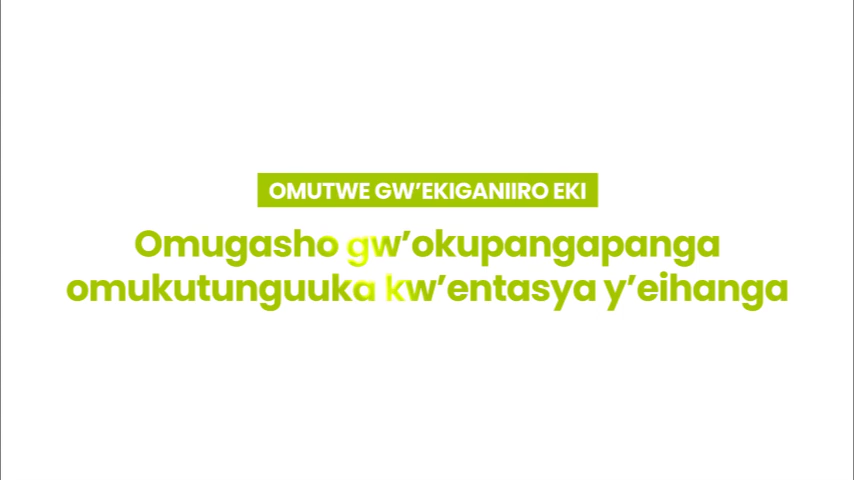 OMUTWE GW’EKIGANIIRO EKI
Omugasho gw’okupangapanga
omukutunguuka kw’entasya y’eihanga